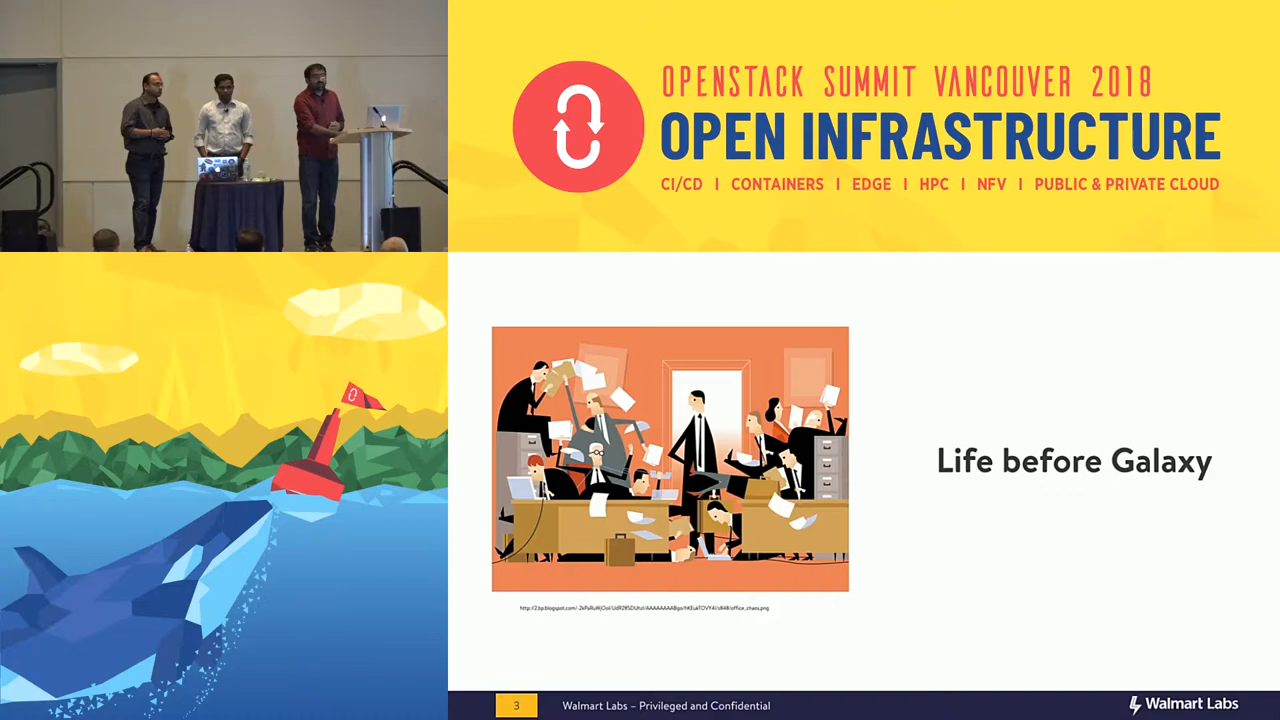 OPENSTACK SUMMIT VANCOUVER 2018
OPEN INFRASTRUCTURE
CI/CD | CONTAINERS | EDGE | HPC | NFV | PUBLIC & PRIVATE CLOUD
Life before Galaxy
3
Walmart Labs – Privileged and Confidential
Walmart Labs